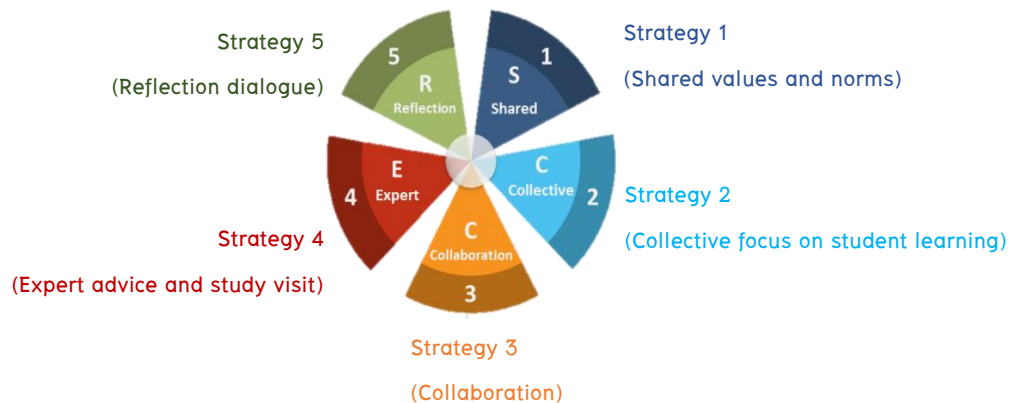 Strategy 1
(Shared values and norms)
1
S
Shared
Strategy 2
(Collective focus on student learning)
2
C
Collective
Strategy 3
(Collaboration)
3
C
Collaboration
Strategy 4
(Expert advice and study visit)
4
E
Expert
Strategy 5
(Reflection dialogue)
5
R
Reflection